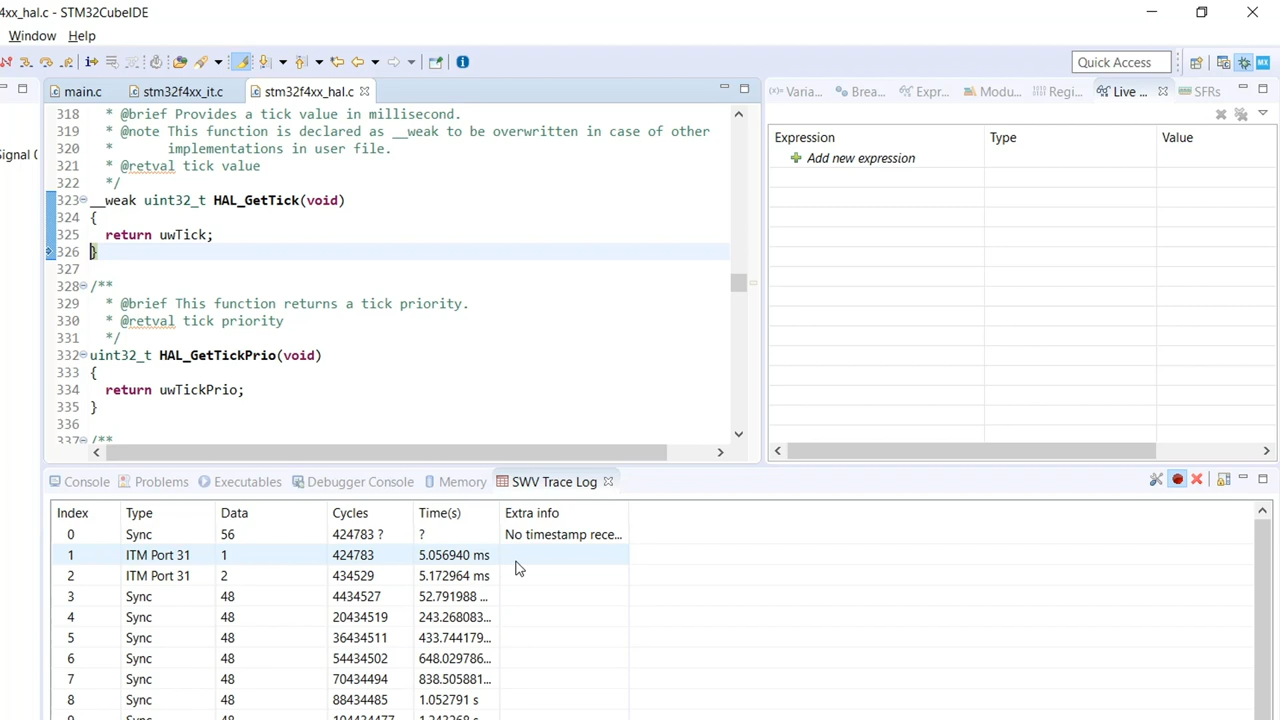 4xx_hal.c - STM32CubeIDE
Window Help
Quick Access
main.c stm32f4xx_it.c stm32f4xx_hal.c
Varia... Brea... Expr... Modu... Regi... Live ... SFRs
Signal (
318 * @brief Provides a tick value in millisecond.
319 * @note This function is declared as __weak to be overwritten in case of other
320 * implementations in user file.
321 * @retval tick value
322 */
323 __weak uint32_t HAL_GetTick(void)
324 {
325 return uwTick;
326 }
327
328 /**
329 * @brief This function returns a tick priority.
330 * @retval tick priority
331 */
332 uint32_t HAL_GetTickPrio(void)
333 {
334 return uwTickPrio;
335 }
336
337 /**
Expression Type Value
Add new expression
Console Problems Executables Debugger Console Memory SWV Trace Log
Index Type Data Cycles Time(s) Extra info
0 Sync 56 424783 ? ? No timestamp rece...
1 ITM Port 31 1 424783 5.056940 ms
2 ITM Port 31 2 434529 5.172964 ms
3 Sync 48 4434527 52.791988 ...
4 Sync 48 20434519 243.268083...
5 Sync 48 36434511 433.744179...
6 Sync 48 54434502 648.029786...
7 Sync 48 70434494 838.505881...
8 Sync 48 88434485 1.052791 s
9 Sync 48 104434477 1.243268 s